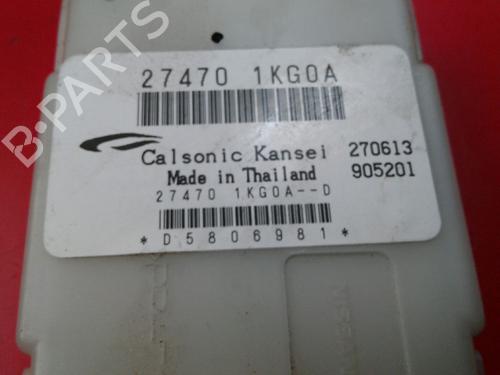 27470 1KG0A
Calsonic Kansei 270613
Made in Thailand 905201
27470 1KG0A--D
*D5806981*
B-PARTS